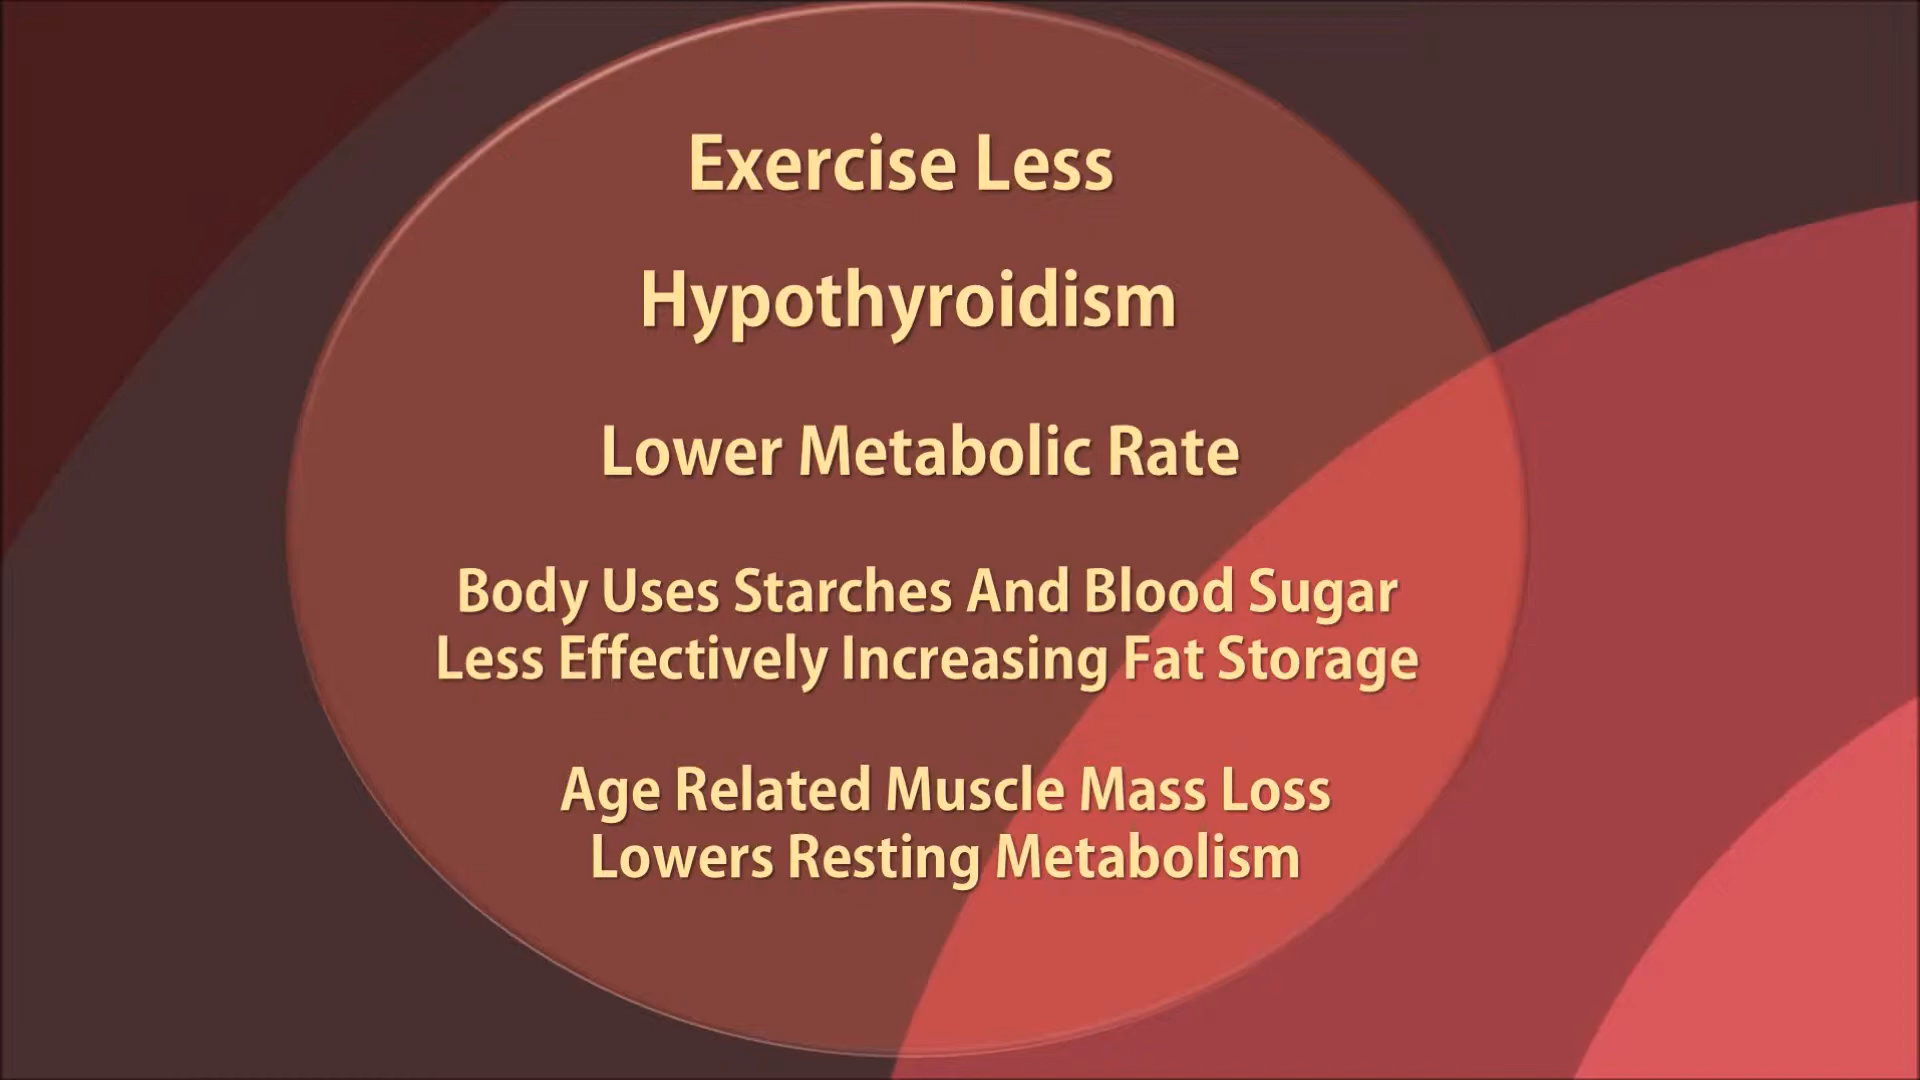 Exercise Less
Hypothyroidism
Lower Metabolic Rate
Body Uses Starches And Blood Sugar
Less Effectively Increasing Fat Storage
Age Related Muscle Mass Loss
Lowers Resting Metabolism